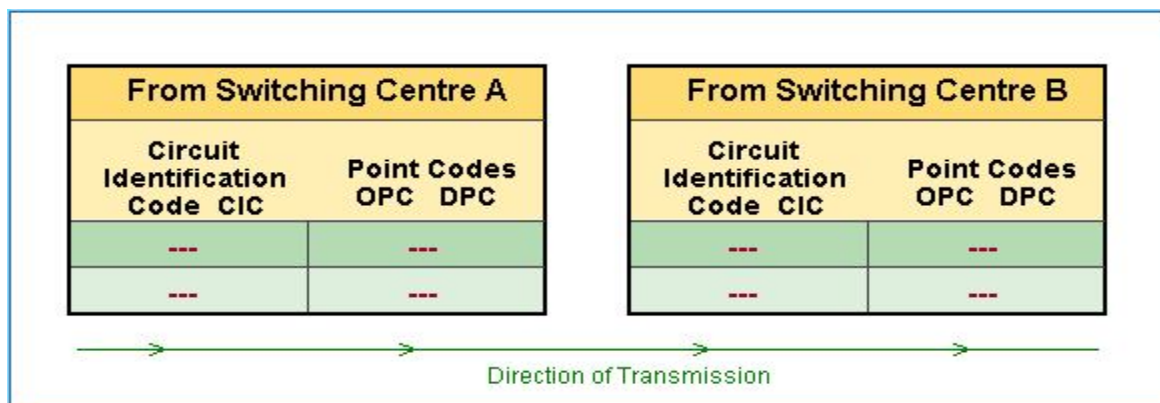 From Switching Centre A
Circuit
Identification
Code CIC
Point Codes
OPC DPC
---
---
---
---
From Switching Centre B
Circuit
Identification
Code CIC
Point Codes
OPC DPC
---
---
---
---
Direction of Transmission